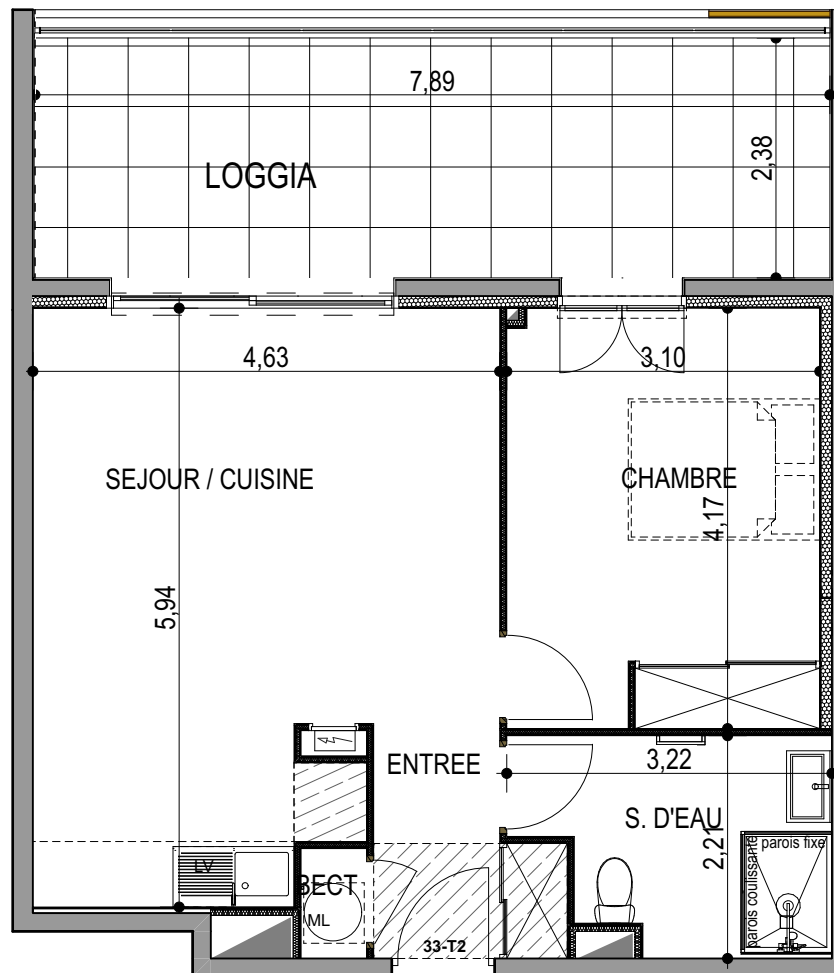 7,89
2,38
LOGGIA
4,63
3,10
SEJOUR / CUISINE
CHAMBRE
4,17
5,94
ENTREE
3,22
S. D'EAU
2,21
parois fixe
parois coulissante
LV
BECT
ML
33-T2